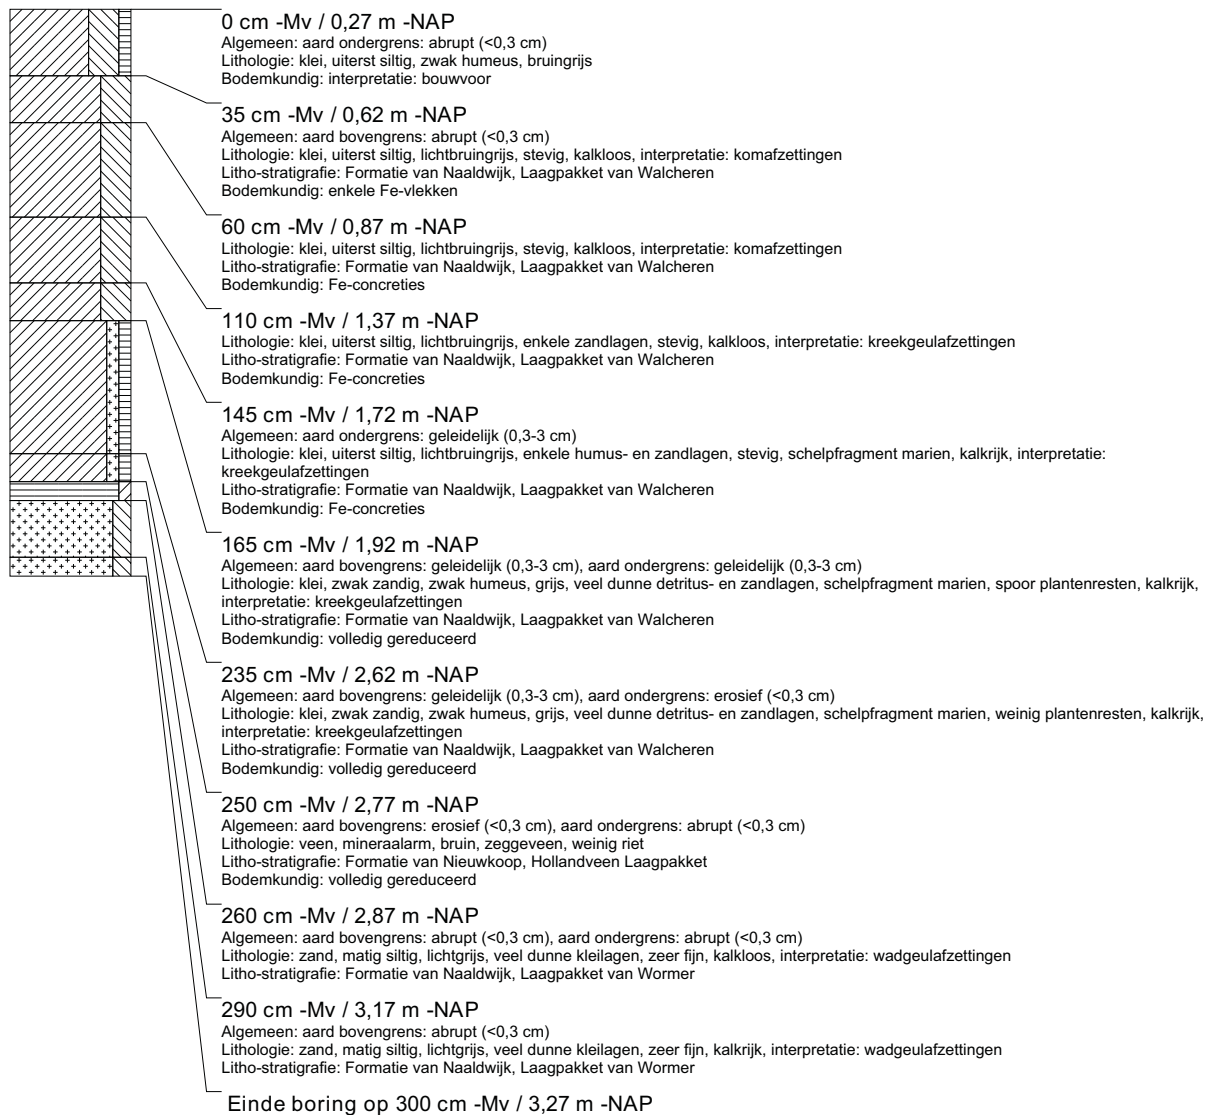 0 cm -Mv / 0,27 m -NAP
Algemeen: aard ondergrens: abrupt (<0,3 cm)
Lithologie: klei, uiterst siltig, zwak humeus, bruingrijs
Bodemkundig: interpretatie: bouwvoor
35 cm -Mv / 0,62 m -NAP
Algemeen: aard bovengrens: abrupt (<0,3 cm)
Lithologie: klei, uiterst siltig, lichtbruingrijs, stevig, kalkloos, interpretatie: komafzettingen
Litho-stratigrafie: Formatie van Naaldwijk, Laagpakket van Walcheren
Bodemkundig: enkele Fe-vlekken
60 cm -Mv / 0,87 m -NAP
Lithologie: klei, uiterst siltig, lichtbruingrijs, stevig, kalkloos, interpretatie: komafzettingen
Litho-stratigrafie: Formatie van Naaldwijk, Laagpakket van Walcheren
Bodemkundig: Fe-concreties
110 cm -Mv / 1,37 m -NAP
Lithologie: klei, uiterst siltig, lichtbruingrijs, enkele zandlagen, stevig, kalkloos, interpretatie: kreekgeulafzettingen
Litho-stratigrafie: Formatie van Naaldwijk, Laagpakket van Walcheren
Bodemkundig: Fe-concreties
145 cm -Mv / 1,72 m -NAP
Algemeen: aard ondergrens: geleidelijk (0,3-3 cm)
Lithologie: klei, uiterst siltig, lichtbruingrijs, enkele humus- en zandlagen, stevig, schelpfragment marien, kalkrijk, interpretatie:
kreekgeulafzettingen
Litho-stratigrafie: Formatie van Naaldwijk, Laagpakket van Walcheren
Bodemkundig: Fe-concreties
165 cm -Mv / 1,92 m -NAP
Algemeen: aard bovengrens: geleidelijk (0,3-3 cm), aard ondergrens: geleidelijk (0,3-3 cm)
Lithologie: klei, zwak zandig, zwak humeus, grijs, veel dunne detritus- en zandlagen, schelpfragment marien, spoor plantenresten, kalkrijk,
interpretatie: kreekgeulafzettingen
Litho-stratigrafie: Formatie van Naaldwijk, Laagpakket van Walcheren
Bodemkundig: volledig gereduceerd
235 cm -Mv / 2,62 m -NAP
Algemeen: aard bovengrens: geleidelijk (0,3-3 cm), aard ondergrens: erosief (<0,3 cm)
Lithologie: klei, zwak zandig, zwak humeus, grijs, veel dunne detritus- en zandlagen, schelpfragment marien, weinig plantenresten, kalkrijk,
interpretatie: kreekgeulafzettingen
Litho-stratigrafie: Formatie van Naaldwijk, Laagpakket van Walcheren
Bodemkundig: volledig gereduceerd
250 cm -Mv / 2,77 m -NAP
Algemeen: aard bovengrens: erosief (<0,3 cm), aard ondergrens: abrupt (<0,3 cm)
Lithologie: veen, mineraalarm, bruin, zeggeveen, weinig riet
Litho-stratigrafie: Formatie van Nieuwkoop, Hollandveen Laagpakket
Bodemkundig: volledig gereduceerd
260 cm -Mv / 2,87 m -NAP
Algemeen: aard bovengrens: abrupt (<0,3 cm), aard ondergrens: abrupt (<0,3 cm)
Lithologie: zand, matig siltig, lichtgrijs, veel dunne kleilagen, zeer fijn, kalkloos, interpretatie: wadgeulafzettingen
Litho-stratigrafie: Formatie van Naaldwijk, Laagpakket van Wormer
290 cm -Mv / 3,17 m -NAP
Algemeen: aard bovengrens: abrupt (<0,3 cm)
Lithologie: zand, matig siltig, lichtgrijs, veel dunne kleilagen, zeer fijn, kalkrijk, interpretatie: wadgeulafzettingen
Litho-stratigrafie: Formatie van Naaldwijk, Laagpakket van Wormer
Einde boring op 300 cm -Mv / 3,27 m -NAP